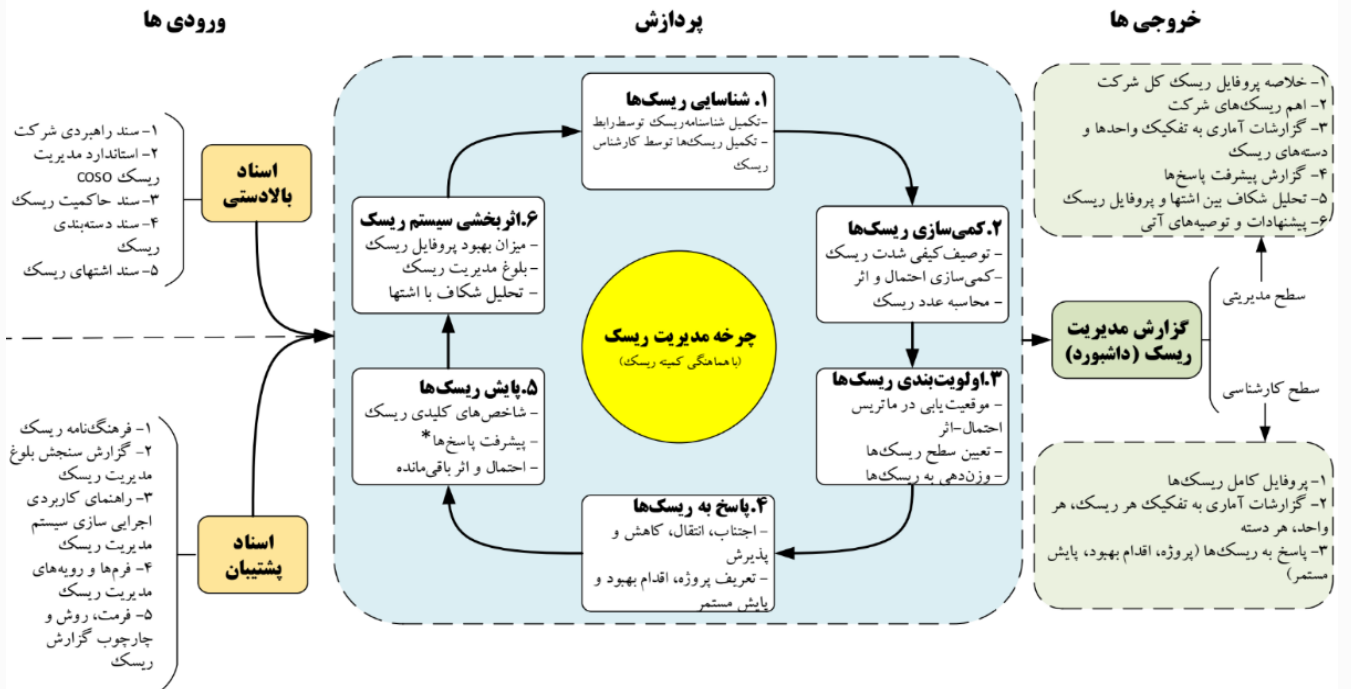 ورودی ها
پردازش
خروجی ها
۱- سند راهبردی شرکت
۲- استاندارد مدیریت
ریسک coso
۳- سند حاکمیت ریسک
۴- سند دسته‌بندی
ریسک
۵- سند اشتهای ریسک
اسناد
بالادستی
۱- فرهنگ‌نامه ریسک
۲- گزارش سنجش بلوغ
مدیریت ریسک
۳- راهنمای کاربردی
اجرایی سازی سیستم
مدیریت ریسک
۴- فرم‌ها و رویه‌های
مدیریت ریسک
۵- فرمت، روش و
چارچوب گزارش
ریسک
اسناد
پشتیبان
۱. شناسایی ریسک‌ها
-تکمیل شناسنامه‌ریسک توسط‌رابط
- تکمیل ریسک‌ها توسط کارشناس
ریسک
۲.کمی‌سازی ریسک‌ها
- توصیف‌کیفی شدت ریسک
-کمی‌سازی احتمال و اثر
- محاسبه عدد ریسک
۳.اولویت‌بندی ریسک‌ها
- موقعیت‌یابی در ماتریس
احتمال-اثر
- تعیین سطح ریسک‌ها
- وزن‌دهی به ریسک‌ها
۴.پاسخ به ریسک‌ها
- اجتناب، انتقال، کاهش و
پذیرش
- تعریف پروژه، اقدام بهبود و
پایش مستمر
۵.پایش ریسک‌ها
- شاخص‌های کلیدی ریسک
- پیشرفت پاسخ‌ها*
- احتمال و اثر باقی‌مانده
۶.اثربخشی سیستم ریسک
- میزان بهبود پروفایل ریسک
- بلوغ مدیریت ریسک
- تحلیل شکاف با اشتها
چرخه مدیریت ریسک
(با هماهنگی کمیته ریسک)
گزارش مدیریت
ریسک (داشبورد)
سطح مدیریتی
سطح کارشناسی
۱- خلاصه پروفایل ریسک کل شرکت
۲- اهم ریسک‌های شرکت
۳- گزارشات آماری به تفکیک واحدها و
دسته‌های ریسک
۴- گزارش پیشرفت پاسخ‌ها
۵- تحلیل شکاف بین اشتها و پروفایل ریسک
۶- پیشنهادات و توصیه‌های آتی
۱- پروفایل کامل ریسک‌ها
۲- گزارشات آماری به تفکیک هر ریسک، هر
واحد، هر دسته
۳- پاسخ به ریسک‌ها (پروژه، اقدام بهبود، پایش
مستمر)